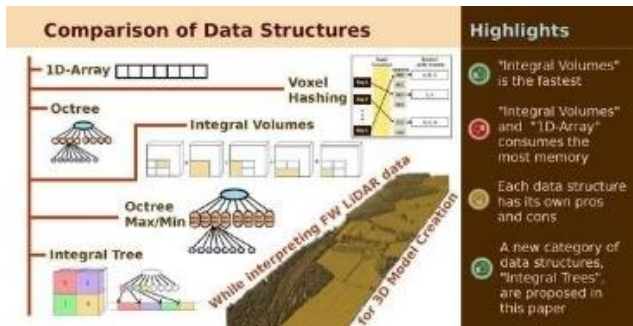 Comparison of Data Structures
1D-Array
Voxel
Hashing
Octree
Integral Volumes
Octree
Max/Min
Integral Tree
While interpreting FW LiDAR data
for 3D Model Creation
Highlights
"Integral Volumes"
is the fastest
"Integral Volumes"
and "1D-Array"
consumes the
most memory
Each data structure
has its own pros
and cons
A new category of
data structures,
"Integral Trees",
are proposed in
this paper